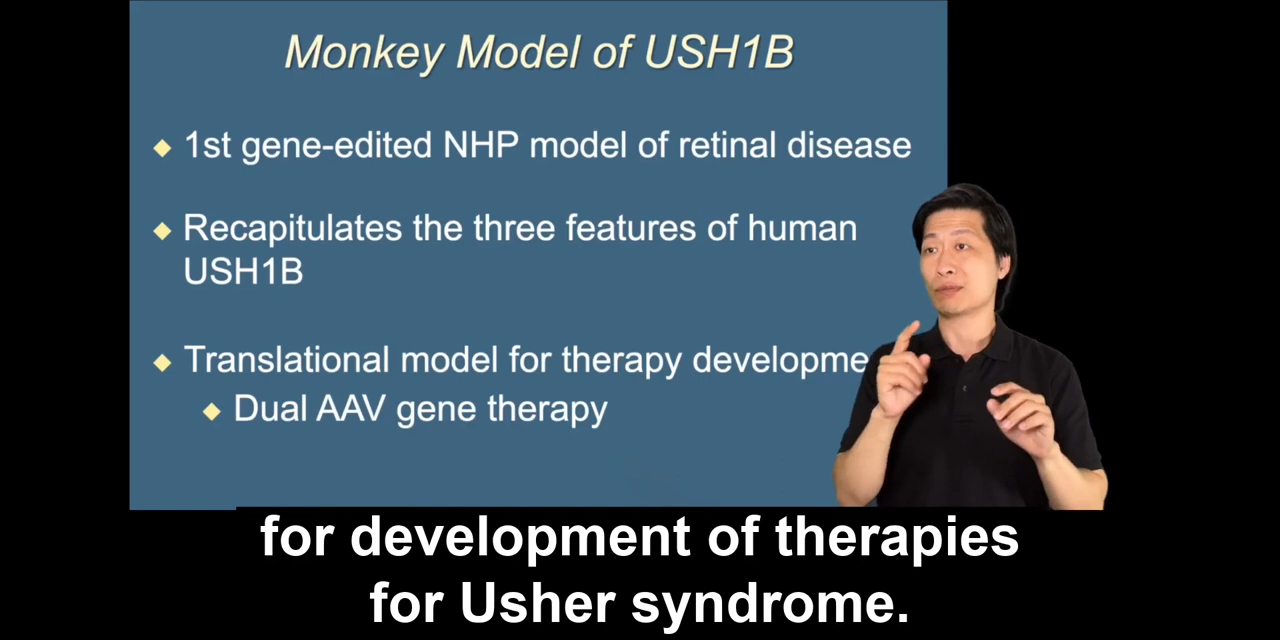 Monkey Model of USH1B
1st gene-edited NHP model of retinal disease
Recapitulates the three features of human
USH1B
Translational model for therapy developme
Dual AAV gene therapy
for development of therapies
for Usher syndrome.